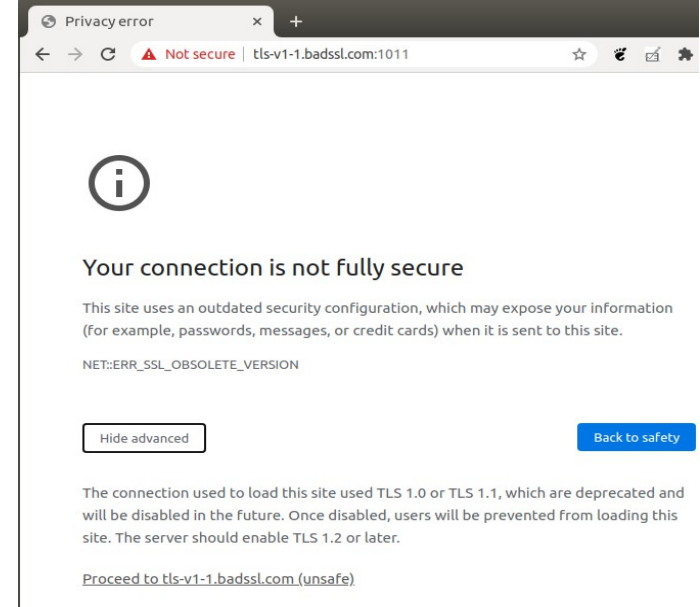 Privacy error
Not secure tls-v1-1.badssl.com:1011
Your connection is not fully secure
This site uses an outdated security configuration, which may expose your information
(for example, passwords, messages, or credit cards) when it is sent to this site.
NET::ERR_SSL_OBSOLETE_VERSION
Hide advanced Back to safety
The connection used to load this site used TLS 1.0 or TLS 1.1, which are deprecated and
will be disabled in the future. Once disabled, users will be prevented from loading this
site. The server should enable TLS 1.2 or later.
Proceed to tls-v1-1.badssl.com (unsafe)